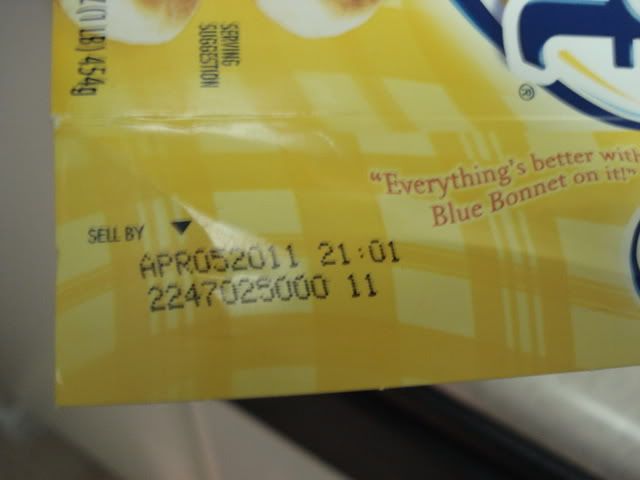 (1 LB) 454g
SERVING
SUGGESTION
®
"Everything's better with
Blue Bonnet on it!"
SELL BY
APR052011 21:01
2247025000 11